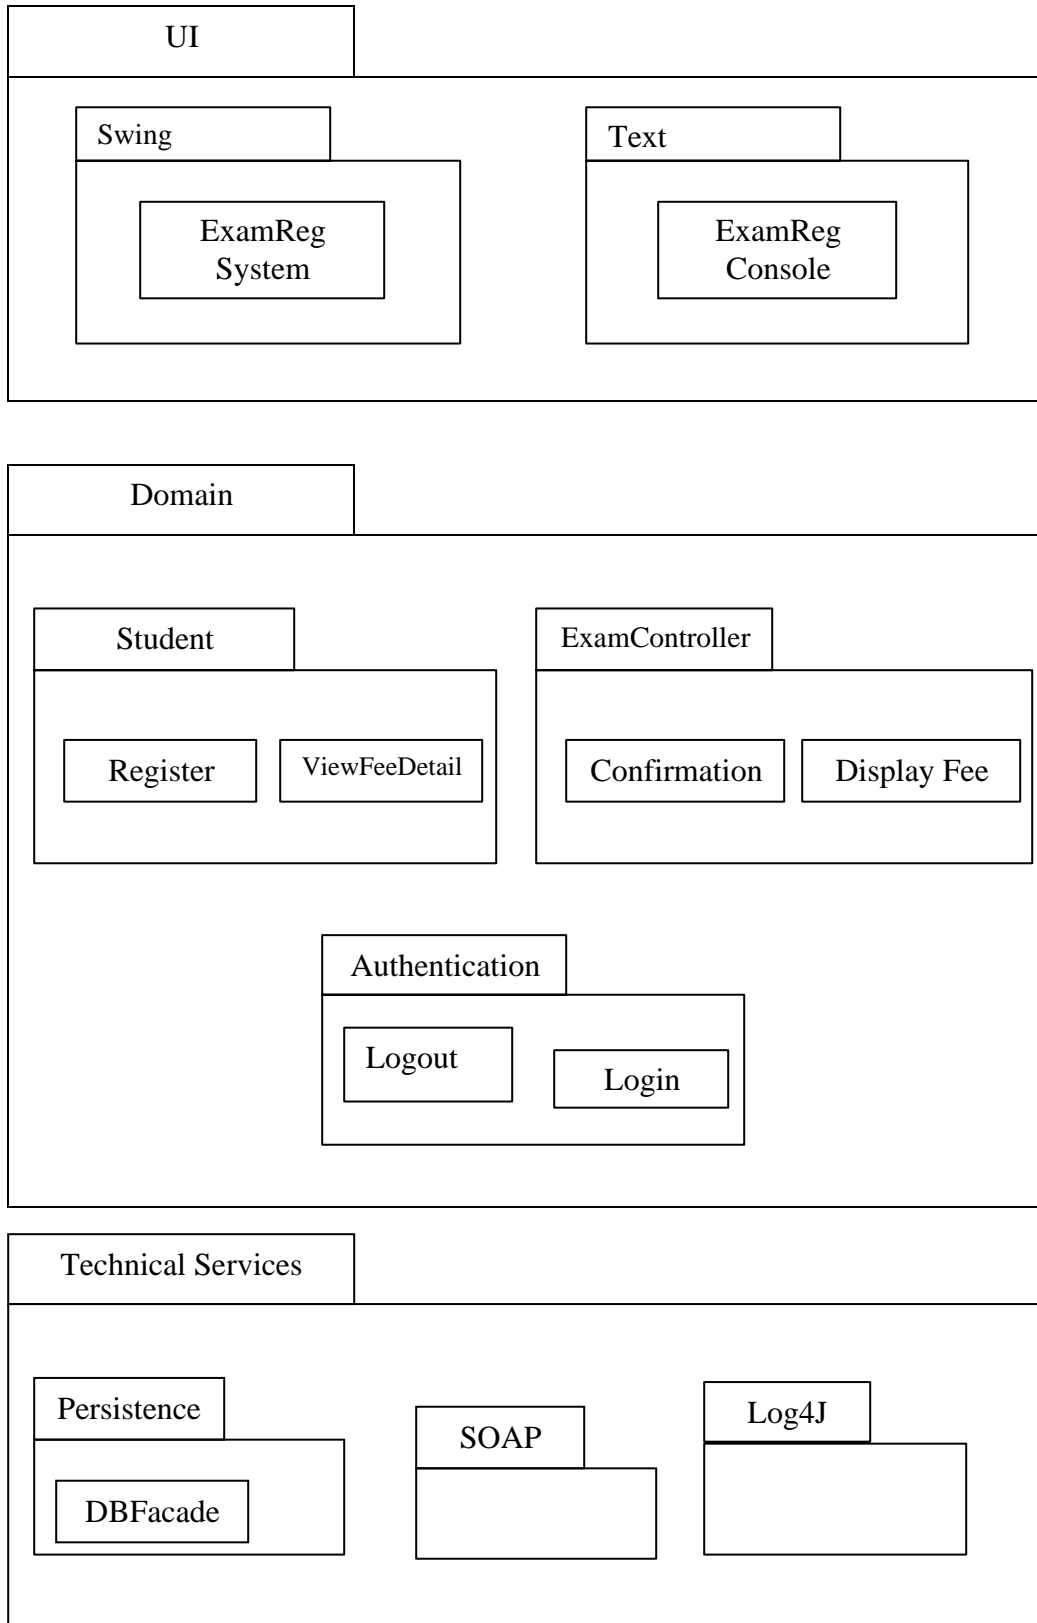 UI
Swing
Text
ExamReg
System
ExamReg
Console
Domain
Student
ExamController
Register
ViewFeeDetail
Confirmation
Display Fee
Authentication
Logout
Login
Technical Services
Persistence
SOAP
Log4J
DBFacade